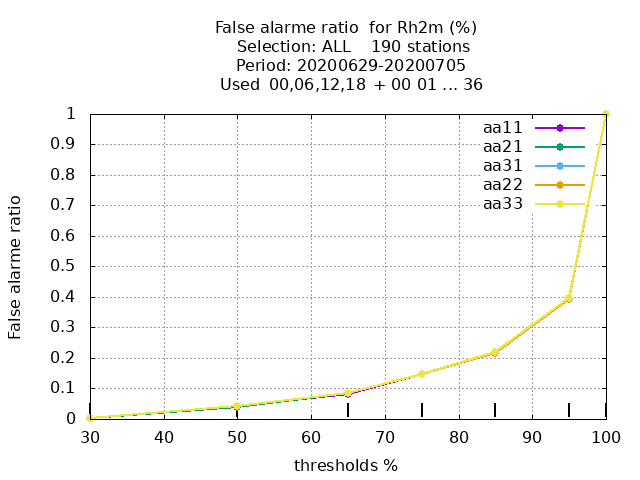 False alarme ratio  for Rh2m (%)
Selection: ALL    190 stations
Period: 20200629-20200705
Used  00,06,12,18  + 00 01 ... 36
aa11
aa21
aa31
aa22
aa33
1
0.9
0.8
0.7
0.6
0.5
0.4
0.3
0.2
0.1
0
False alarme ratio
30 40 50 60 70 80 90 100
thresholds %